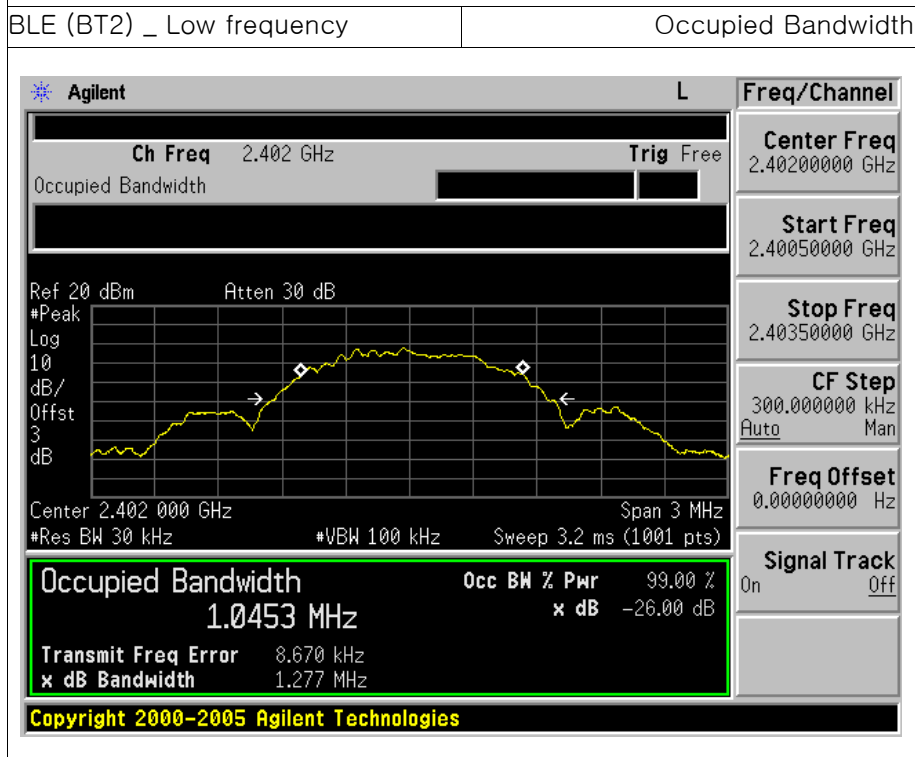 BLE (BT2) _ Low frequency
Occupied Bandwidth
Agilent
L
Freq/Channel
Ch Freq 2.402 GHz
Trig Free
Occupied Bandwidth
Center Freq
2.40200000 GHz
Start Freq
2.40050000 GHz
Stop Freq
2.40350000 GHz
CF Step
300.000000 kHz
Auto Man
Freq Offset
0.00000000 Hz
Signal Track
On Off
Ref 20 dBm Atten 30 dB
#Peak
Log
10
dB/
Offst
3
dB
Center 2.402 000 GHz Span 3 MHz
#Res BW 30 kHz #VBW 100 kHz Sweep 3.2 ms (1001 pts)
Occupied Bandwidth
1.0453 MHz
Occ BW % Pwr 99.00 %
x dB -26.00 dB
Transmit Freq Error 8.670 kHz
x dB Bandwidth 1.277 MHz
Copyright 2000-2005 Agilent Technologies